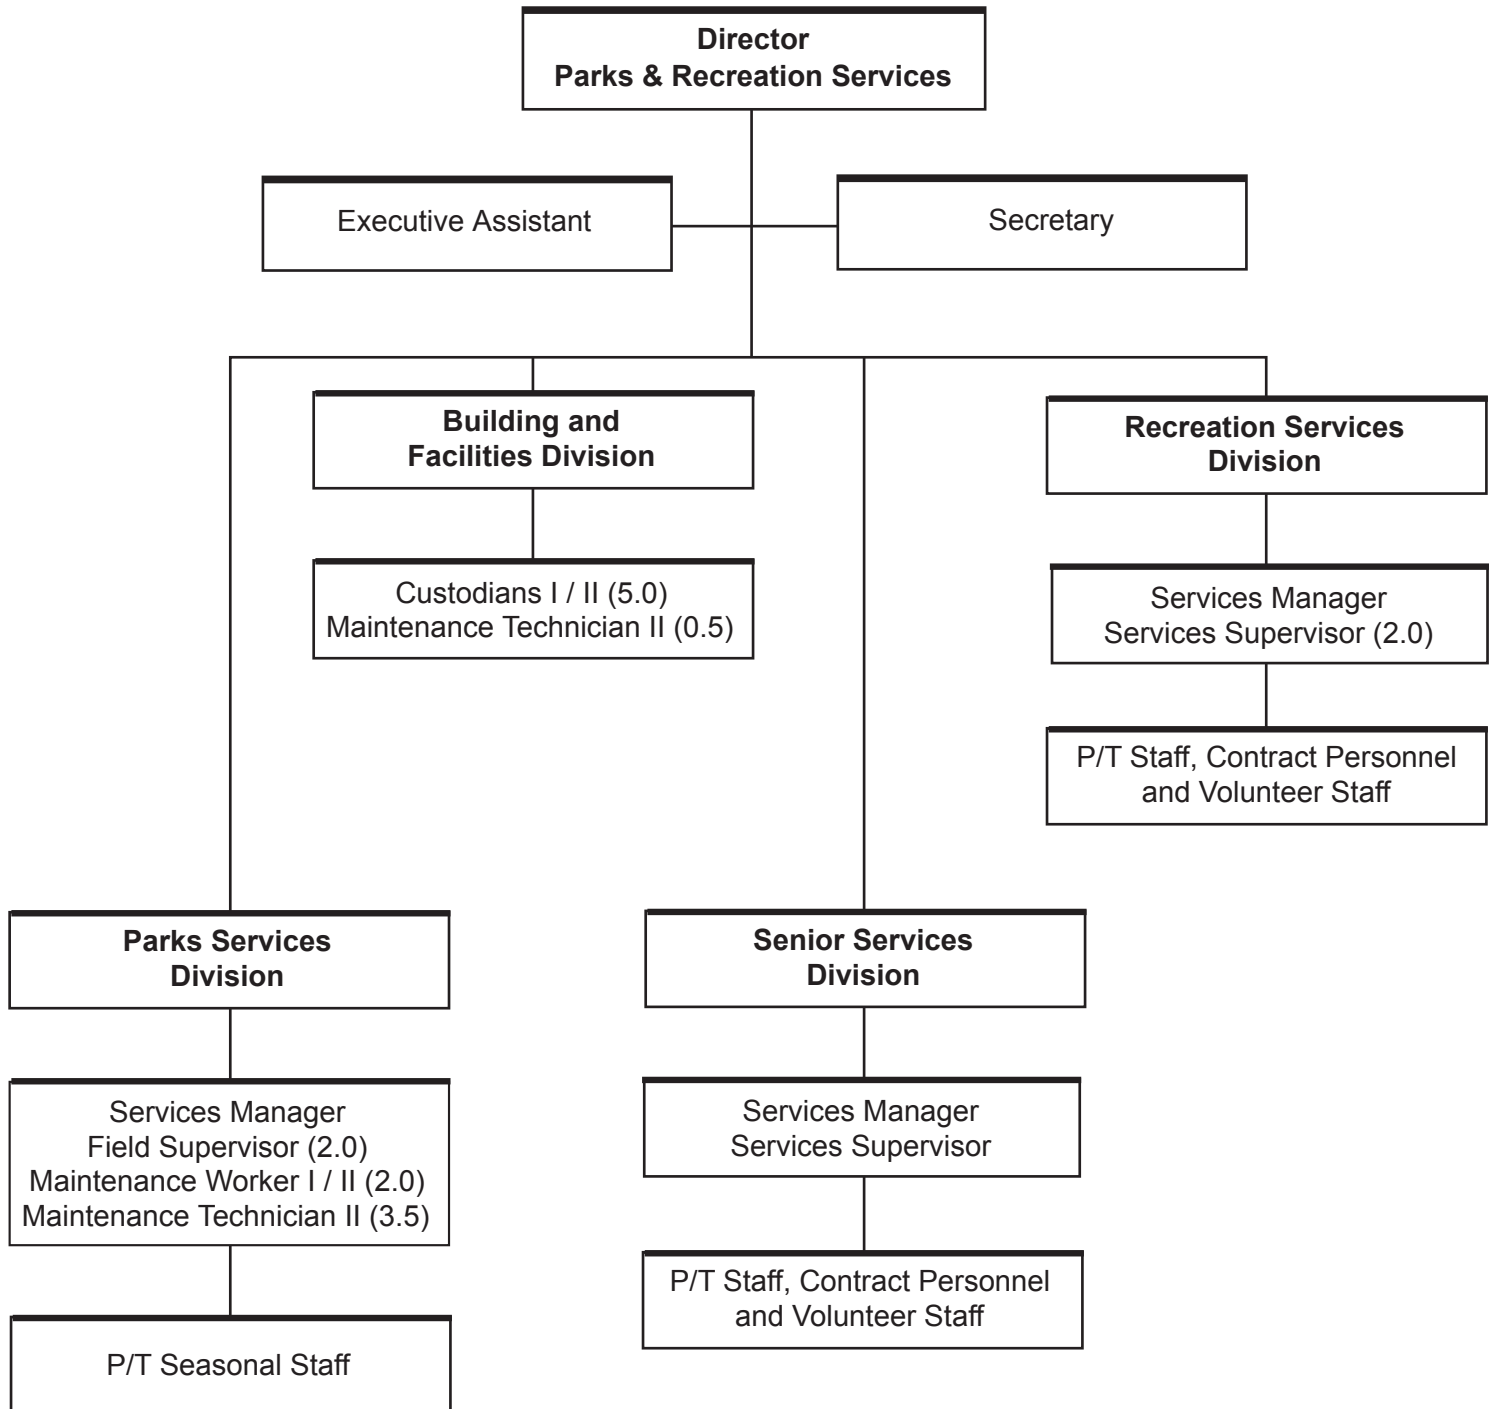 Director
Parks & Recreation Services
Executive Assistant
Secretary
Building and
Facilities Division
Custodians I / II (5.0)
Maintenance Technician II (0.5)
Recreation Services
Division
Services Manager
Services Supervisor (2.0)
P/T Staff, Contract Personnel
and Volunteer Staff
Parks Services
Division
Services Manager
Field Supervisor (2.0)
Maintenance Worker I / II (2.0)
Maintenance Technician II (3.5)
P/T Seasonal Staff
Senior Services
Division
Services Manager
Services Supervisor
P/T Staff, Contract Personnel
and Volunteer Staff